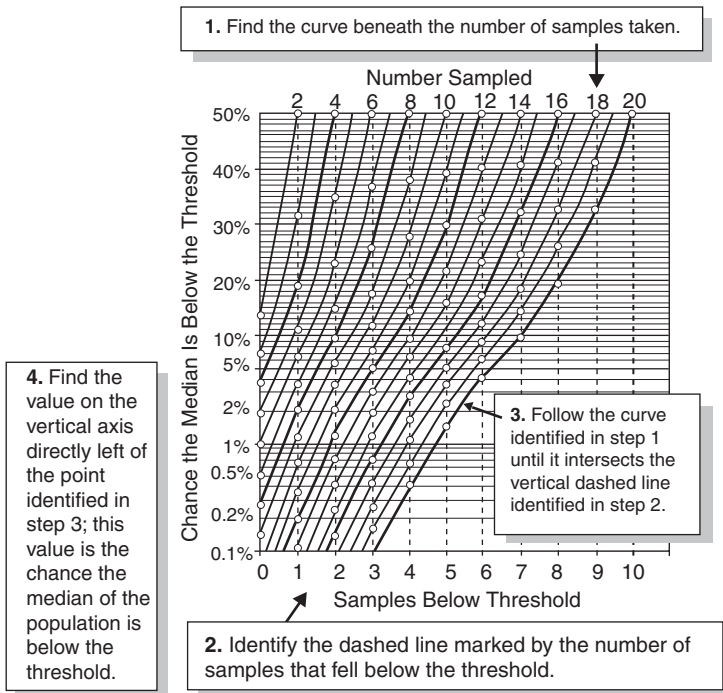 1. Find the curve beneath the number of samples taken.
Number Sampled
2 4 6 8 10 12 14 16 18 20
Chance the Median Is Below the Threshold
50%
40%
30%
20%
10%
5%
2%
1%
0.5%
0.2%
0.1%
0 1 2 3 4 5 6 7 8 9 10
Samples Below Threshold
2. Identify the dashed line marked by the number of
samples that fell below the threshold.
3. Follow the curve
identified in step 1
until it intersects the
vertical dashed line
identified in step 2.
4. Find the
value on the
vertical axis
directly left of
the point
identified in
step 3; this
value is the
chance the
median of the
population is
below the
threshold.